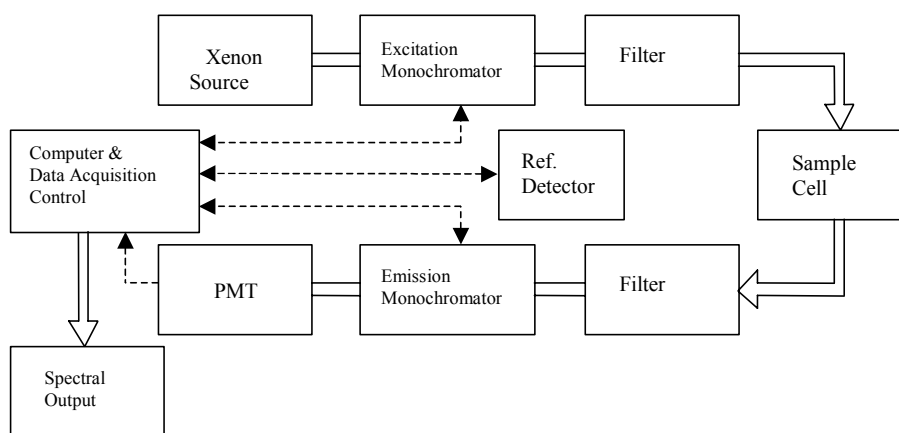 Xenon
Source
Excitation
Monochromator
Filter
Computer &
Data Acquisition
Control
Ref.
Detector
Sample
Cell
PMT
Emission
Monochromator
Filter
Spectral
Output